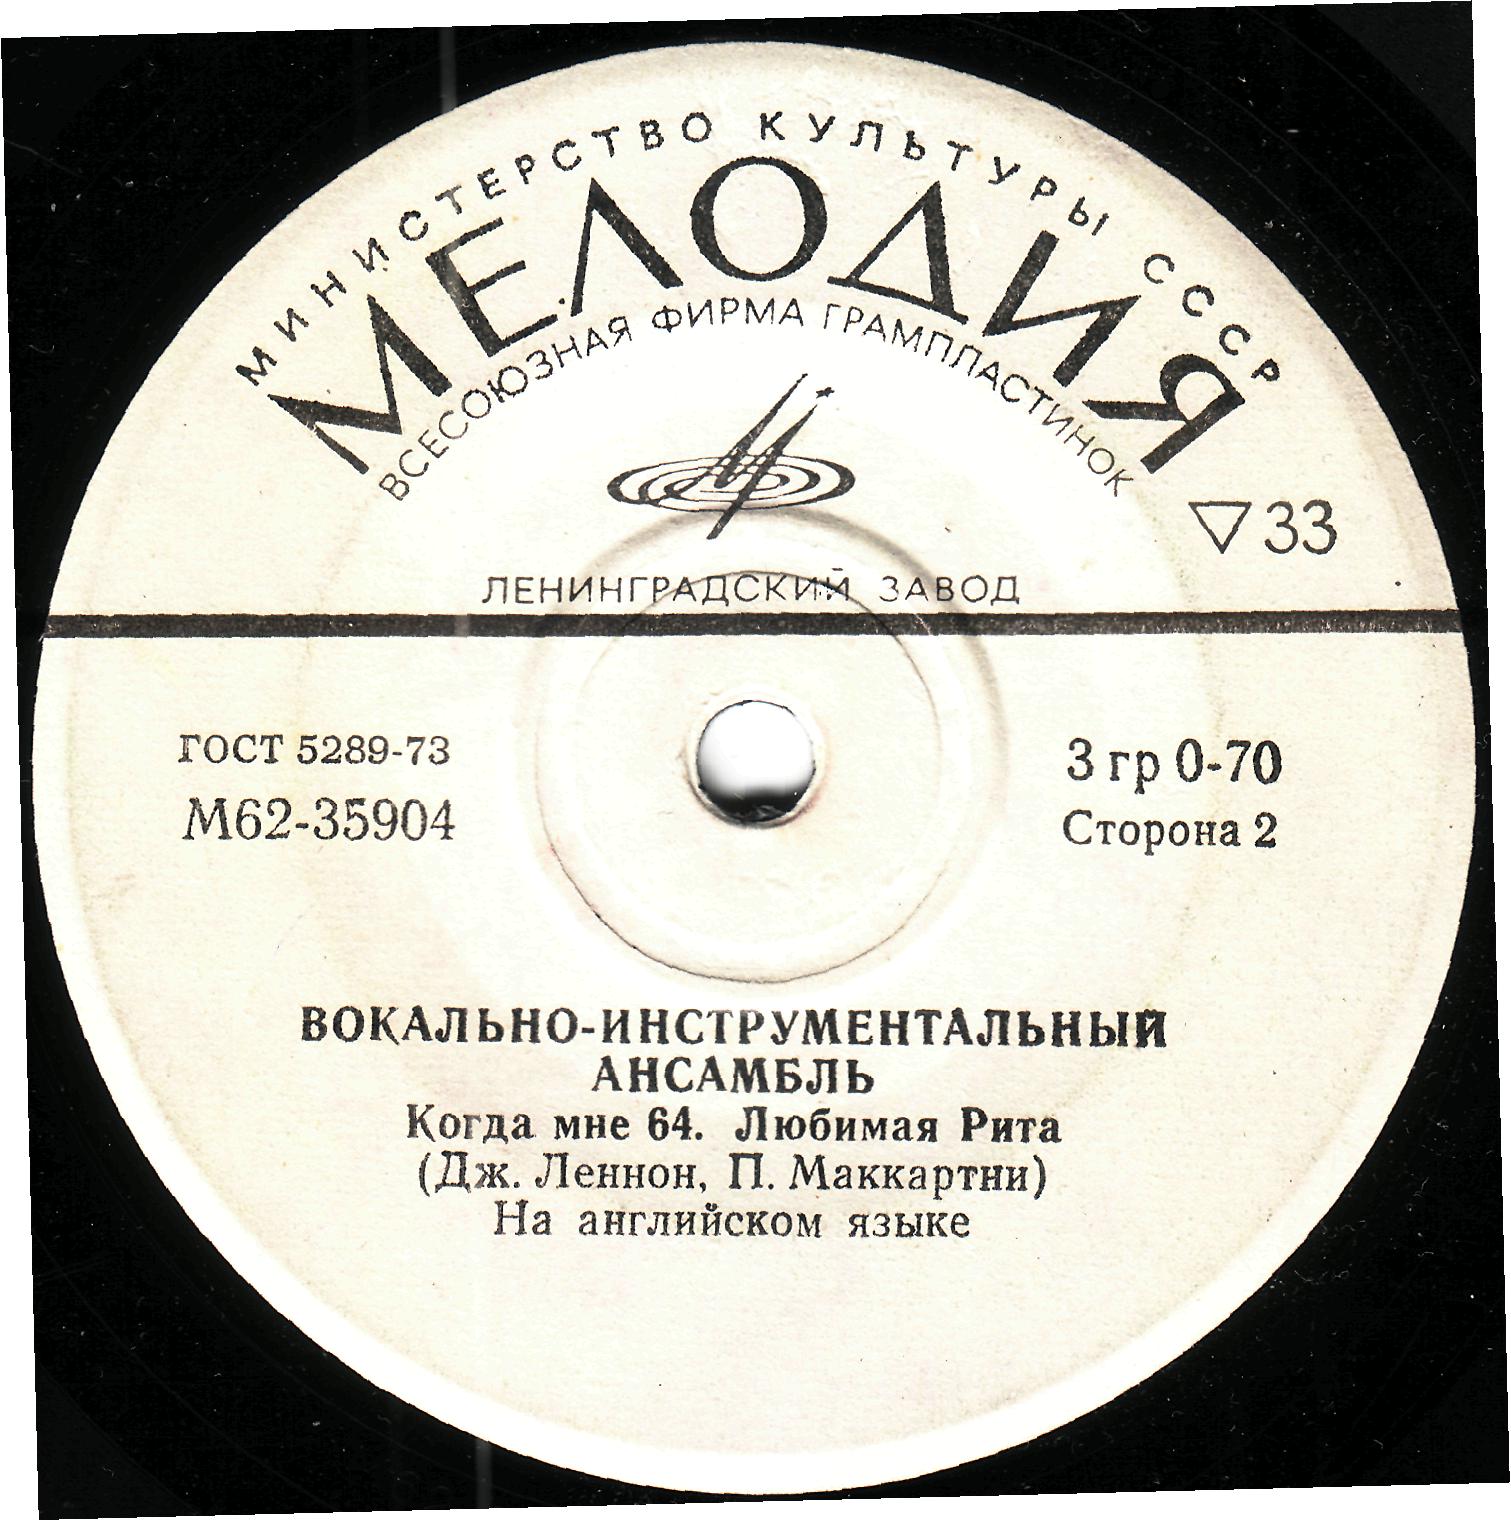 МИНИСТЕРСТВО КУЛЬТУРЫ СССР
МЕЛОДИЯ
ВСЕСОЮЗНАЯ ФИРМА ГРАМПЛАСТИНОК
▽33
ЛЕНИНГРАДСКИЙ ЗАВОД
ГОСТ 5289-73
М62-35904
3 гр 0-70
Сторона 2
ВОКАЛЬНО-ИНСТРУМЕНТАЛЬНЫЙ
АНСАМБЛЬ
Когда мне 64. Любимая Рита
(Дж. Леннон, П. Маккартни)
На английском языке